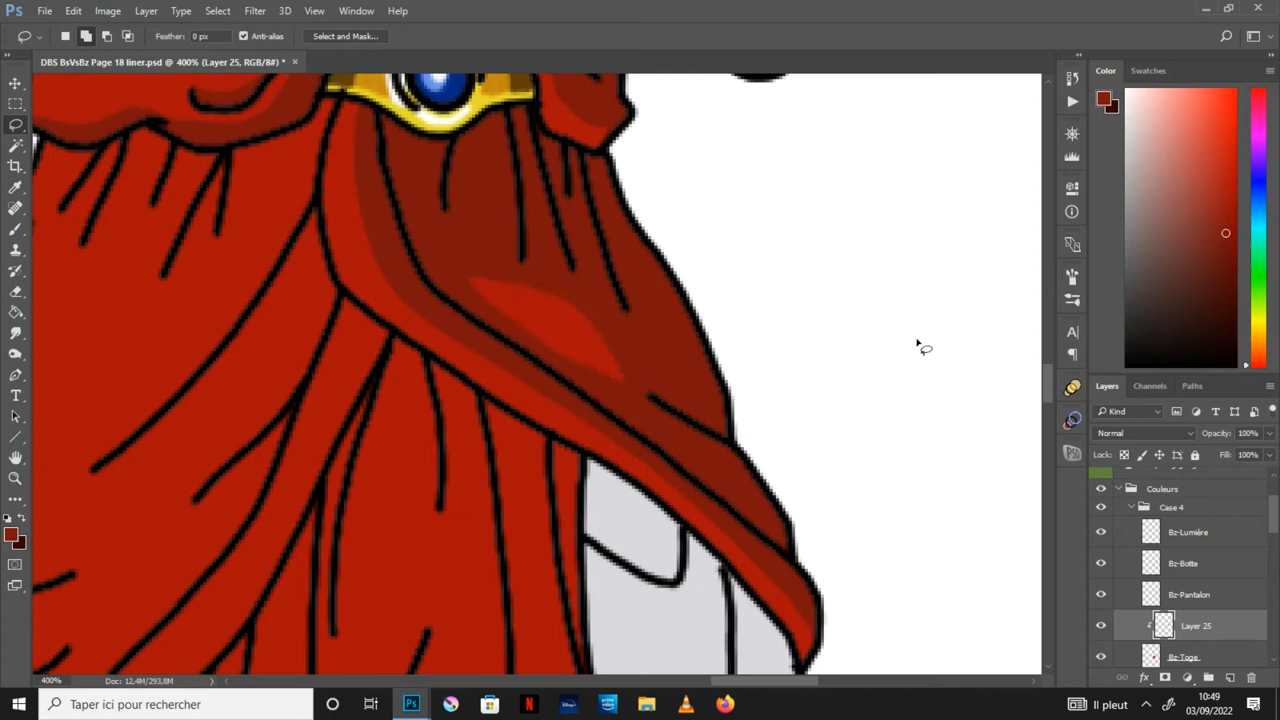 Ps File Edit Image Layer Type Select Filter 3D View Window Help
Feather: 0 px Anti-alias Select and Mask...
DBS BsVsBz Page 18 liner.psd @ 400% (Layer 25, RGB/8#) *
Color Swatches
Layers Channels Paths
Kind
Normal Opacity: 100%
Lock: Fill: 100%
Couleurs
Case 4
Bz-Lumière
Bz-Botte
Bz-Pantalon
Layer 25
Bz-Toge
400% Doc: 12,4M/293,8M
Taper ici pour rechercher
Il pleut
10:49
03/09/2022